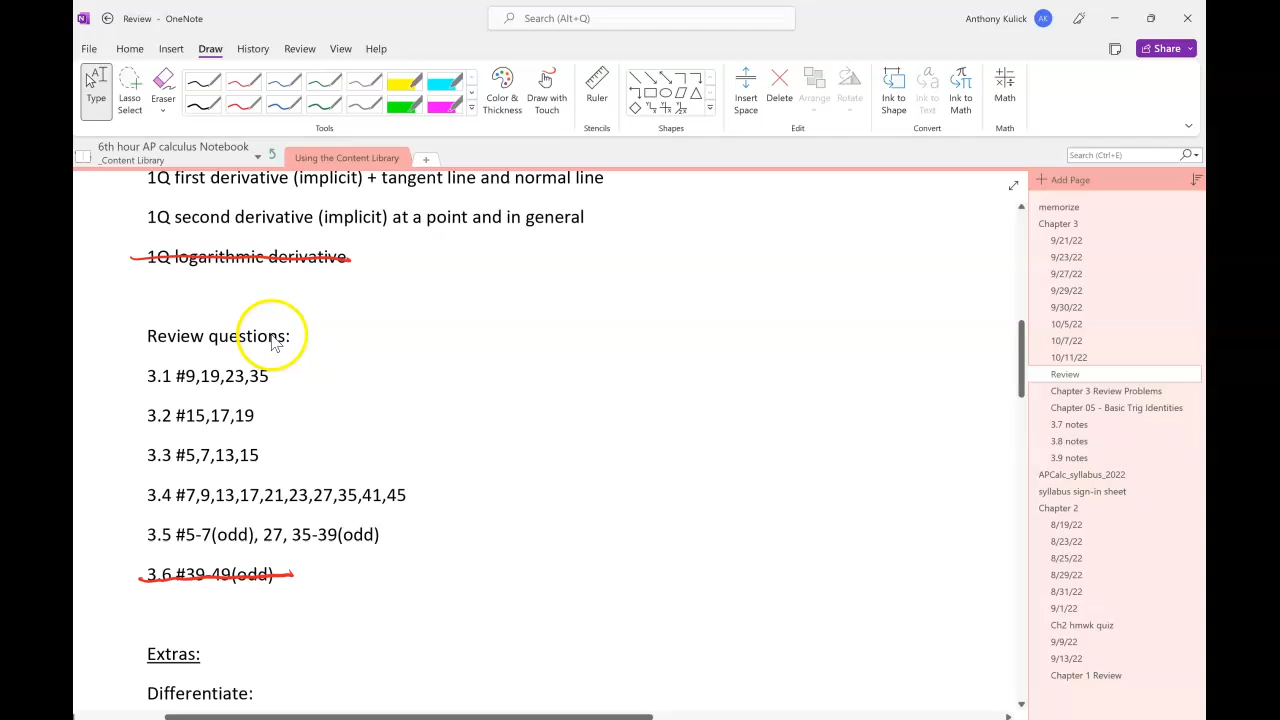 Review - OneNote
Search (Alt+Q)
Anthony Kulick AK
File Home Insert Draw History Review View Help
Share
Type
Lasso Select
Eraser
Color & Thickness
Draw with Touch
Ruler
Insert Space
Delete
Arrange
Rotate
Ink to Shape
Ink to Text
Ink to Math
Math
Tools Stencils Shapes Edit Convert Math
6th hour AP calculus Notebook
_Content Library
Using the Content Library
Search (Ctrl+E)
1Q first derivative (implicit) + tangent line and normal line
1Q second derivative (implicit) at a point and in general
1Q logarithmic derivative
Review questions:
3.1 #9,19,23,35
3.2 #15,17,19
3.3 #5,7,13,15
3.4 #7,9,13,17,21,23,27,35,41,45
3.5 #5-7(odd), 27, 35-39(odd)
3.6 #39-49(odd)
Extras:
Differentiate:
Add Page
memorize
Chapter 3
9/21/22
9/23/22
9/27/22
9/29/22
9/30/22
10/5/22
10/7/22
10/11/22
Review
Chapter 3 Review Problems
Chapter 05 - Basic Trig Identities
3.7 notes
3.8 notes
3.9 notes
APCalc_syllabus_2022
syllabus sign-in sheet
Chapter 2
8/19/22
8/23/22
8/25/22
8/29/22
8/31/22
9/1/22
Ch2 hmwk quiz
9/9/22
9/13/22
Chapter 1 Review